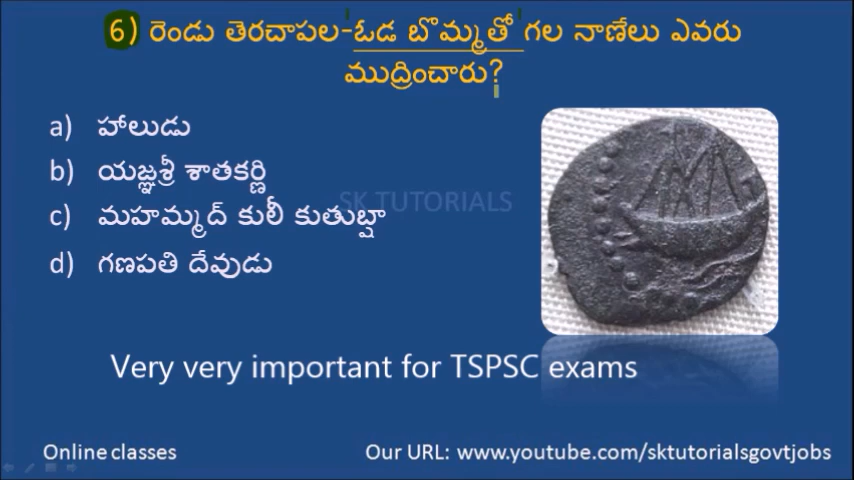 6) రెండు తెరచాపల-ఓడ బొమ్మతో గల నాణేలు ఎవరు
ముద్రించారు?
a) హాలుడు
b) యజ్ఞశ్రీ శాతకర్ణి
c) మహమ్మద్ కులీ కుతుబ్షా
d) గణపతి దేవుడు
SK TUTORIALS
Very very important for TSPSC exams
Online classes
Our URL: www.youtube.com/sktutorialsgovtjobs